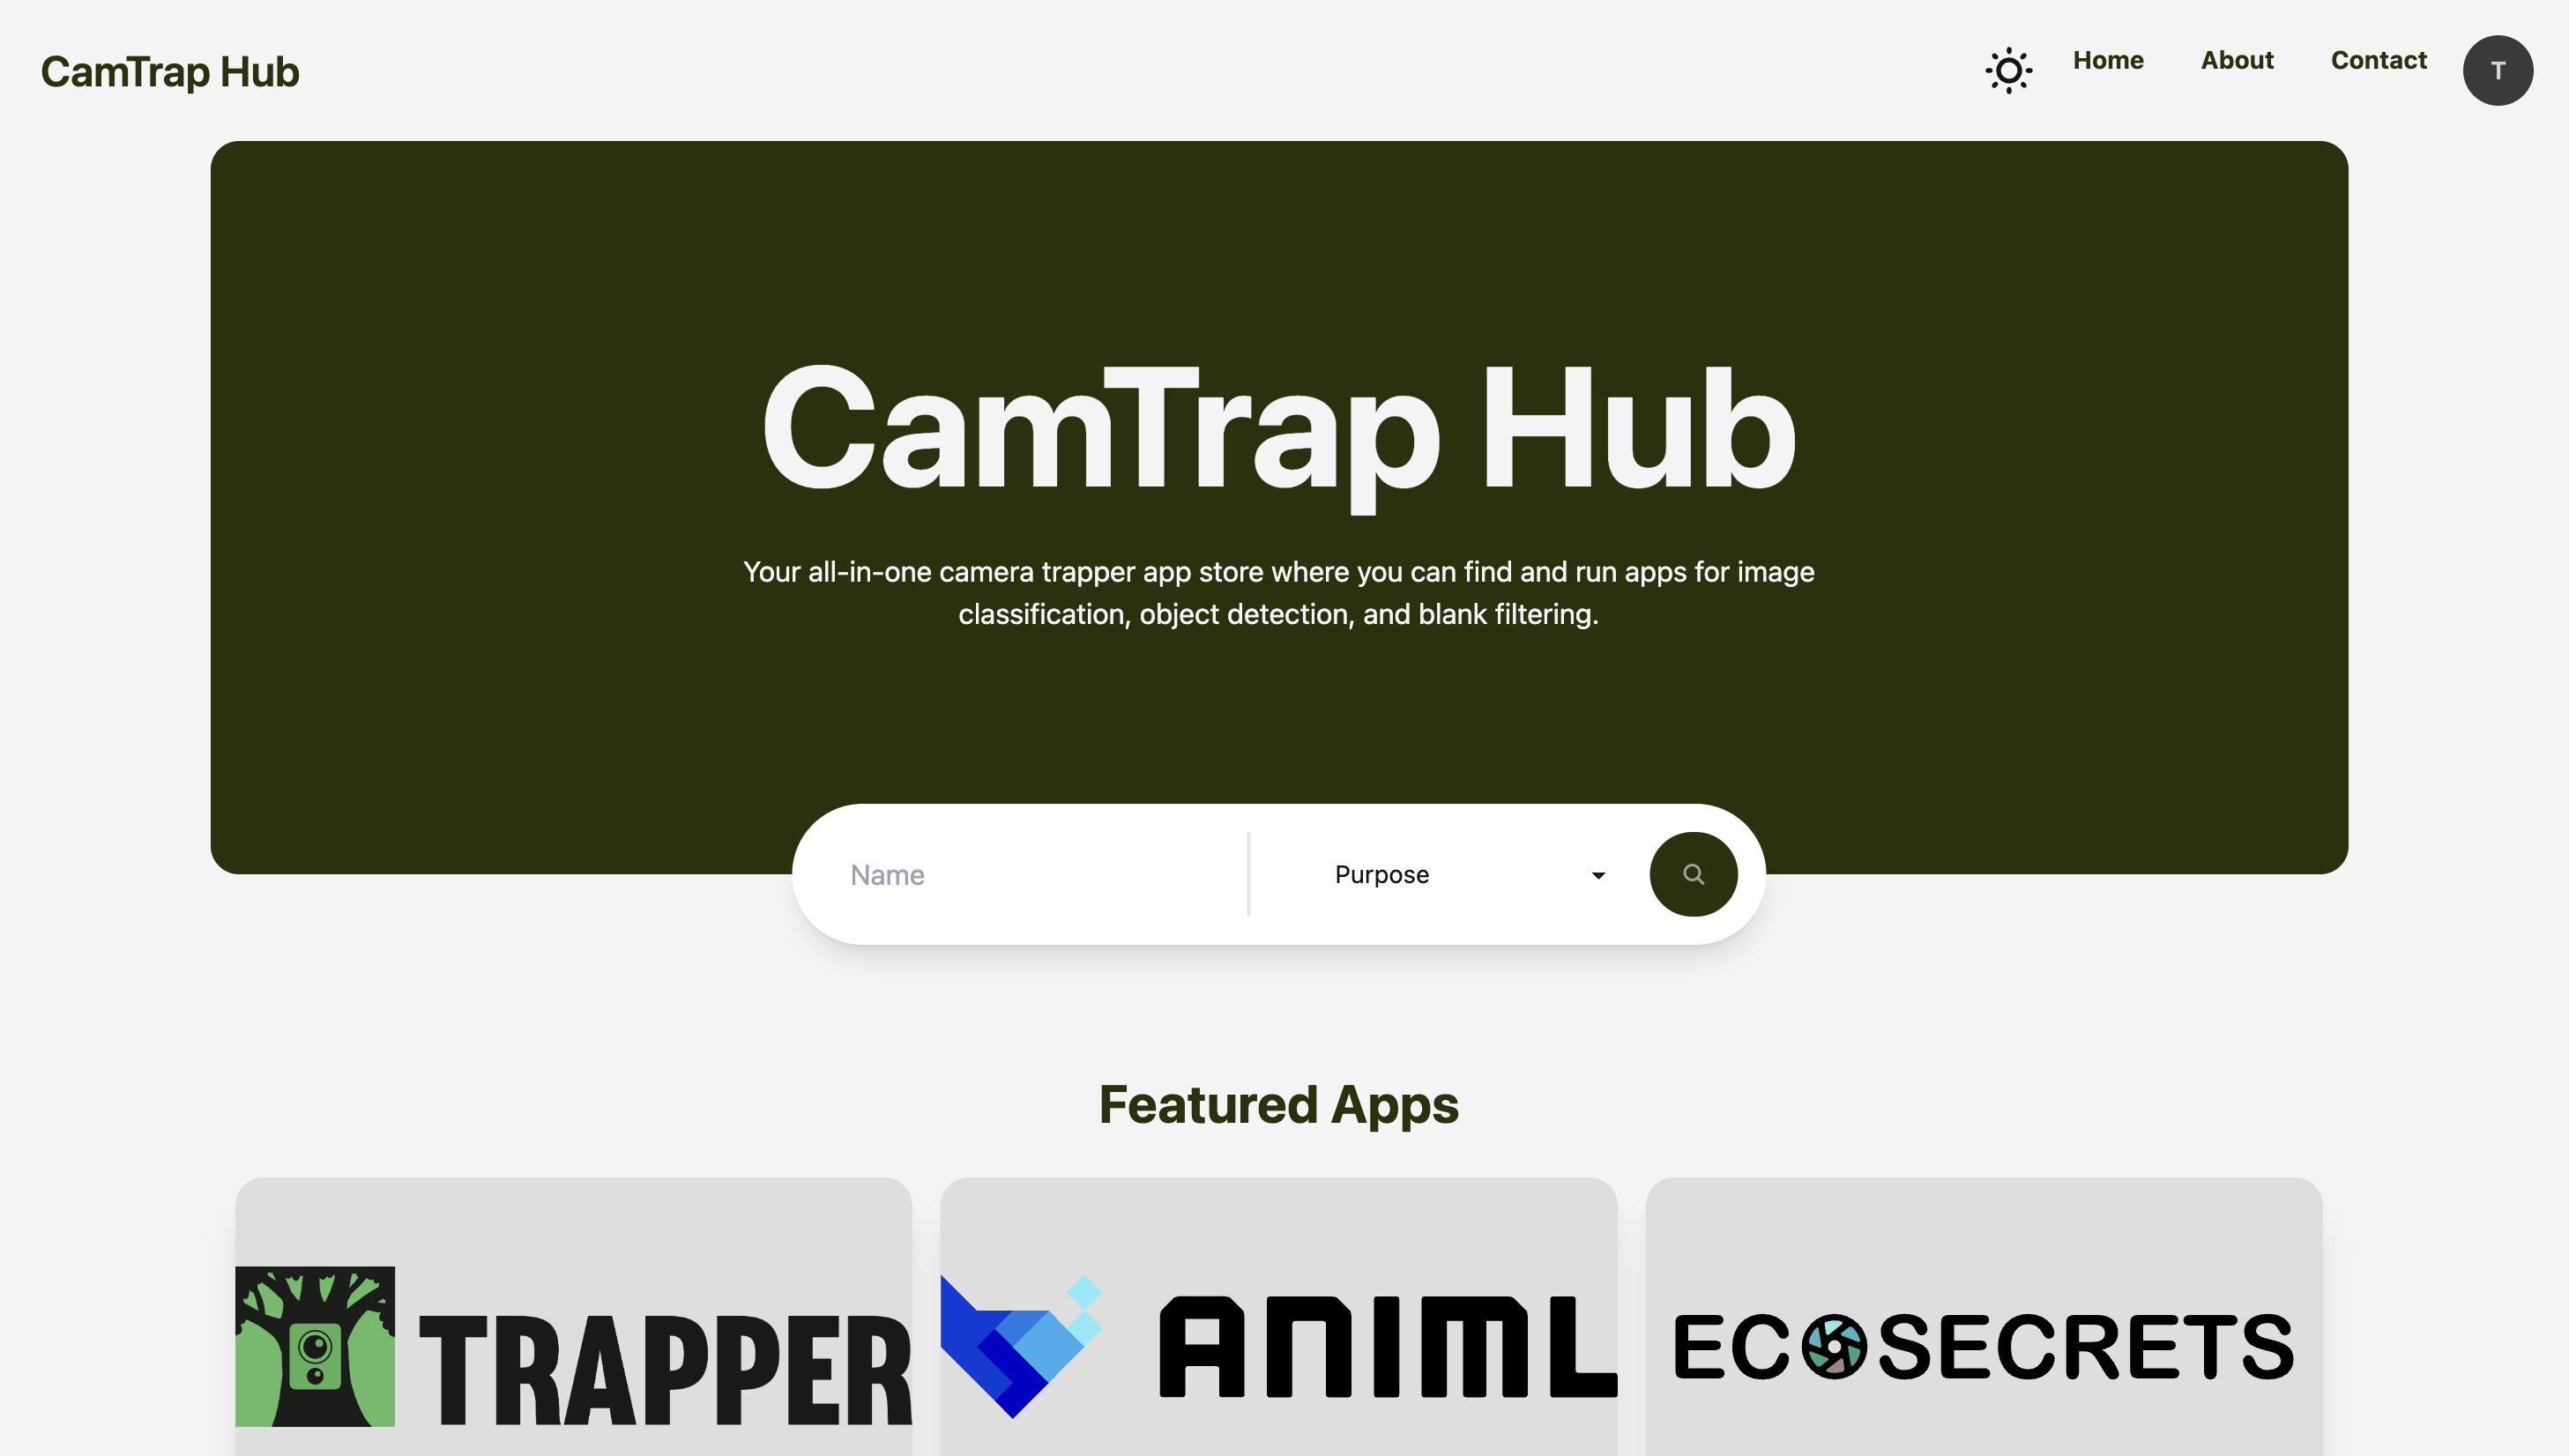 CamTrap Hub
Home About Contact T
CamTrap Hub
Your all-in-one camera trapper app store where you can find and run apps for image
classification, object detection, and blank filtering.
Name Purpose
Featured Apps
TRAPPER
ANIML
ECOSECRETS